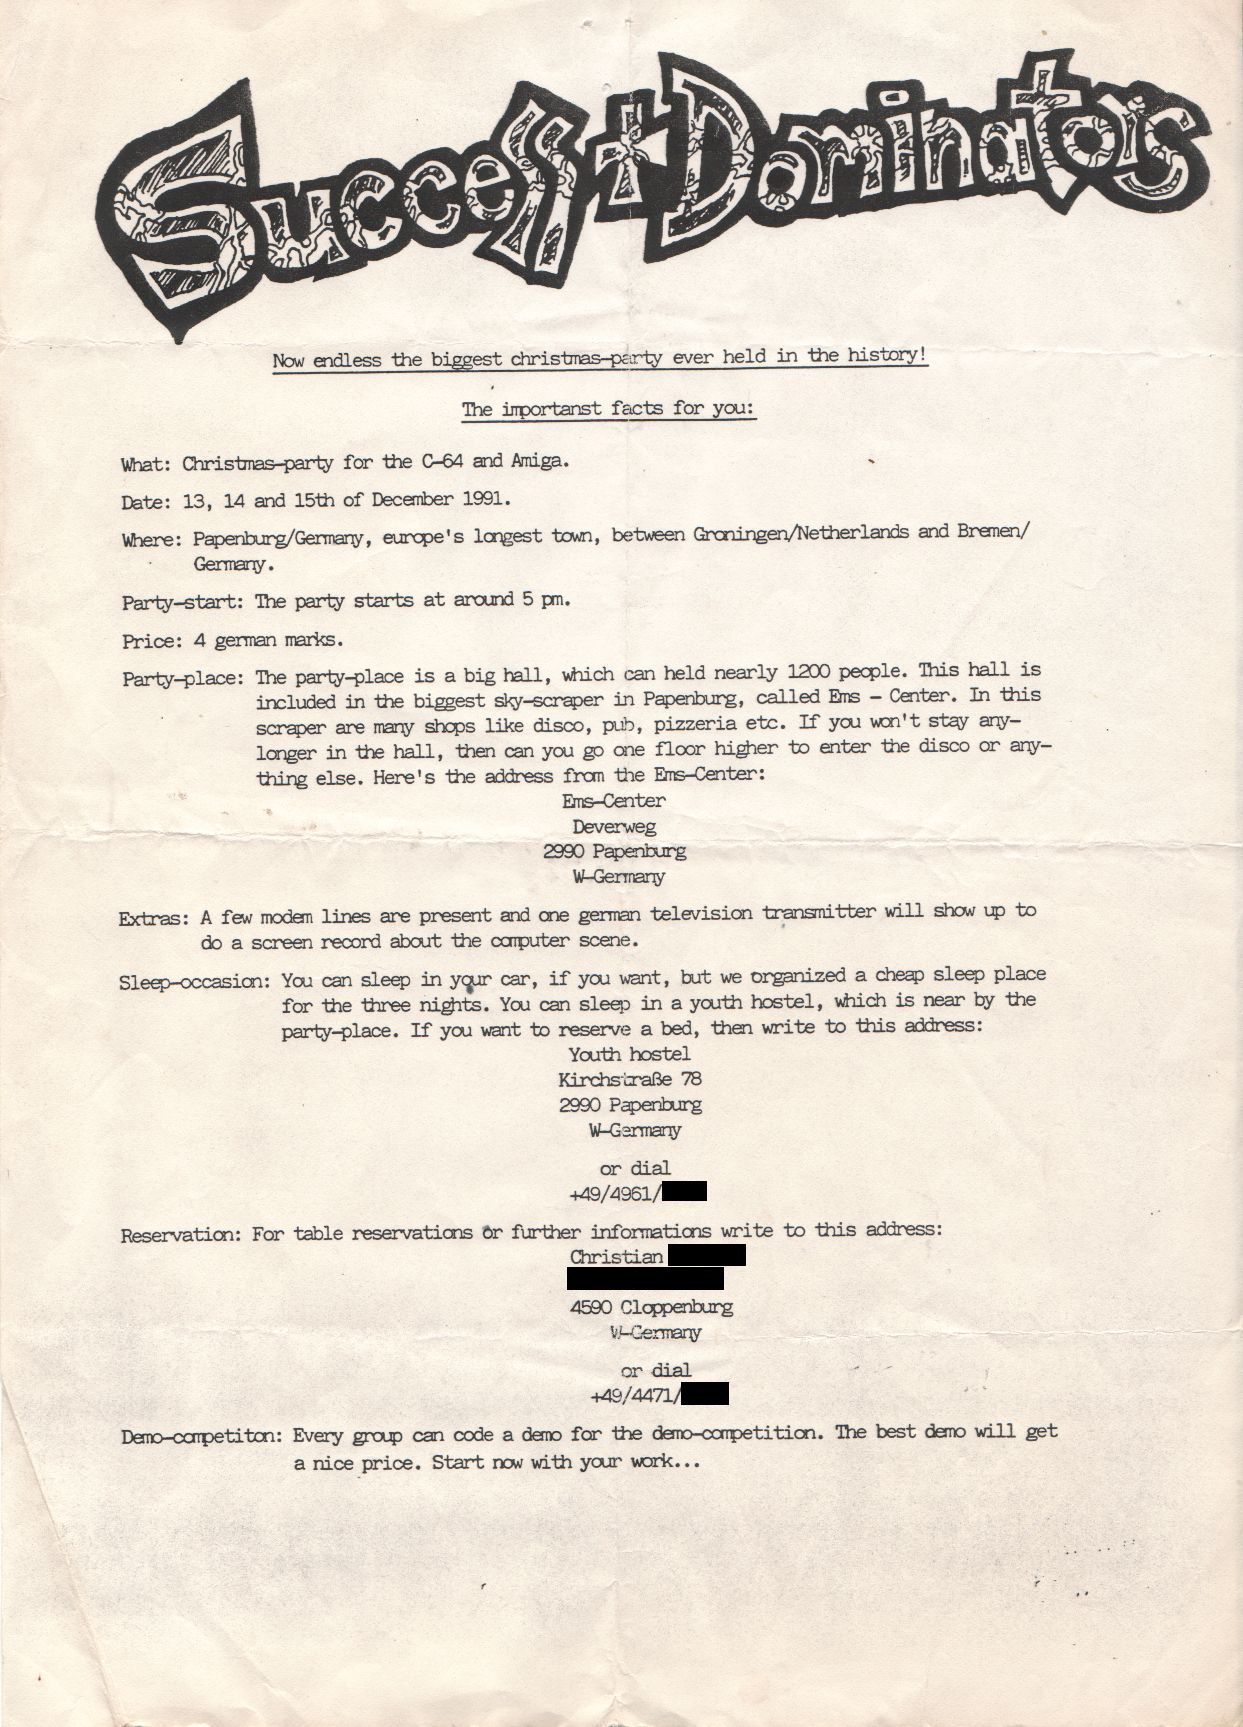 Success + Dominators
Now endless the biggest christmas-party ever held in the history!
The importanst facts for you:
What: Christmas-party for the C-64 and Amiga.
Date: 13, 14 and 15th of December 1991.
Where: Papenburg/Germany, europe's longest town, between Groningen/Netherlands and Bremen/
Germany.
Party-start: The party starts at around 5 pm.
Price: 4 german marks.
Party-place: The party-place is a big hall, which can held nearly 1200 people. This hall is
included in the biggest sky-scraper in Papenburg, called Ems - Center. In this
scraper are many shops like disco, pub, pizzeria etc. If you won't stay any-
longer in the hall, then can you go one floor higher to enter the disco or any-
thing else. Here's the address from the Ems-Center:
Ems-Center
Deverweg
2990 Papenburg
W-Germany
Extras: A few modem lines are present and one german television transmitter will show up to
do a screen record about the computer scene.
Sleep-occasion: You can sleep in your car, if you want, but we organized a cheap sleep place
for the three nights. You can sleep in a youth hostel, which is near by the
party-place. If you want to reserve a bed, then write to this address:
Youth hostel
Kirchstraße 78
2990 Papenburg
W-Germany
or dial
+49/4961/
Reservation: For table reservations or further informations write to this address:
Christian
4590 Cloppenburg
W-Germany
or dial
+49/4471/
Demo-competiton: Every group can code a demo for the demo-competition. The best demo will get
a nice price. Start now with your work...